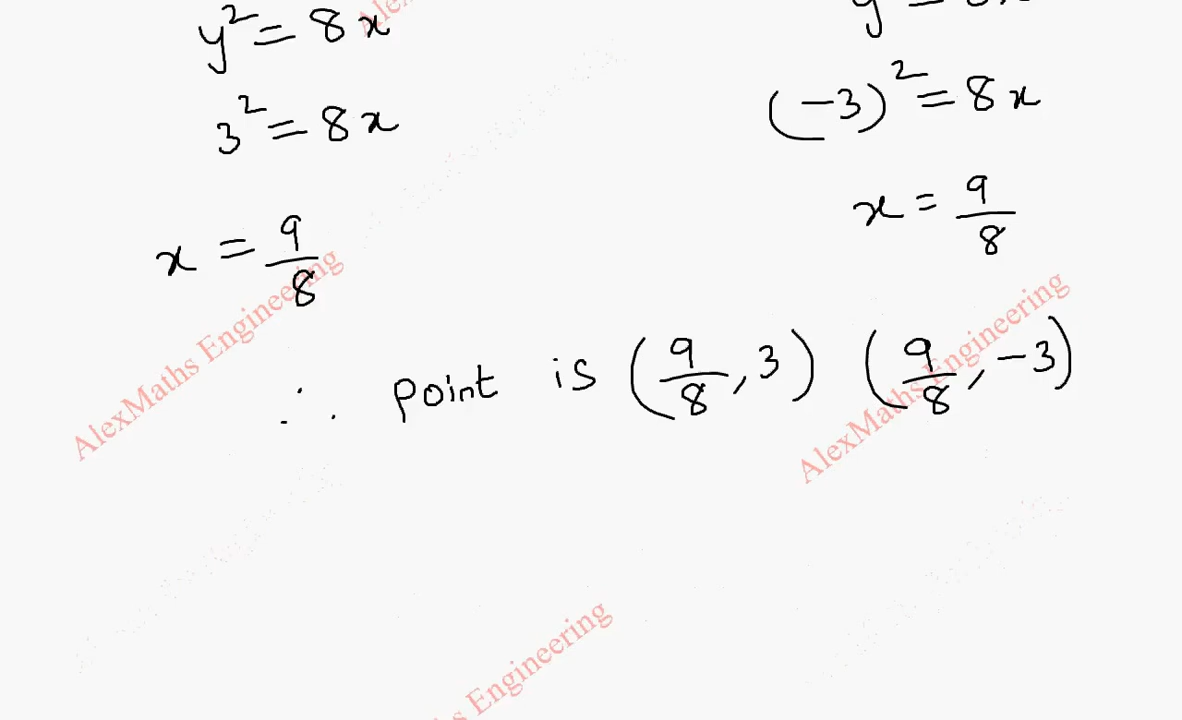 y² = 8x
3² = 8x
x = 9/8
(-3)² = 8x
x = 9/8
∴ point is (9/8, 3) (9/8, -3)
AlexMaths Engineering
AlexMaths Engineering
s Engineering